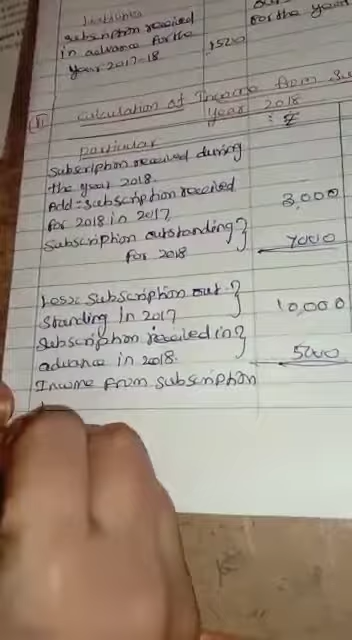 subscription received
in advance for the
year 2017-18
1500
for the year
(ii) Calculation of Income from
year 2018
particular
₹
Subscription received during
the year 2018.
Add:- subscription received
for 2018 in 2017
3,000
Subscription outstanding }
for 2018
7000
Less: Subscription out- }
standing in 2017
10,000
Subscription received in }
advance in 2018.
5000
Income from subscription